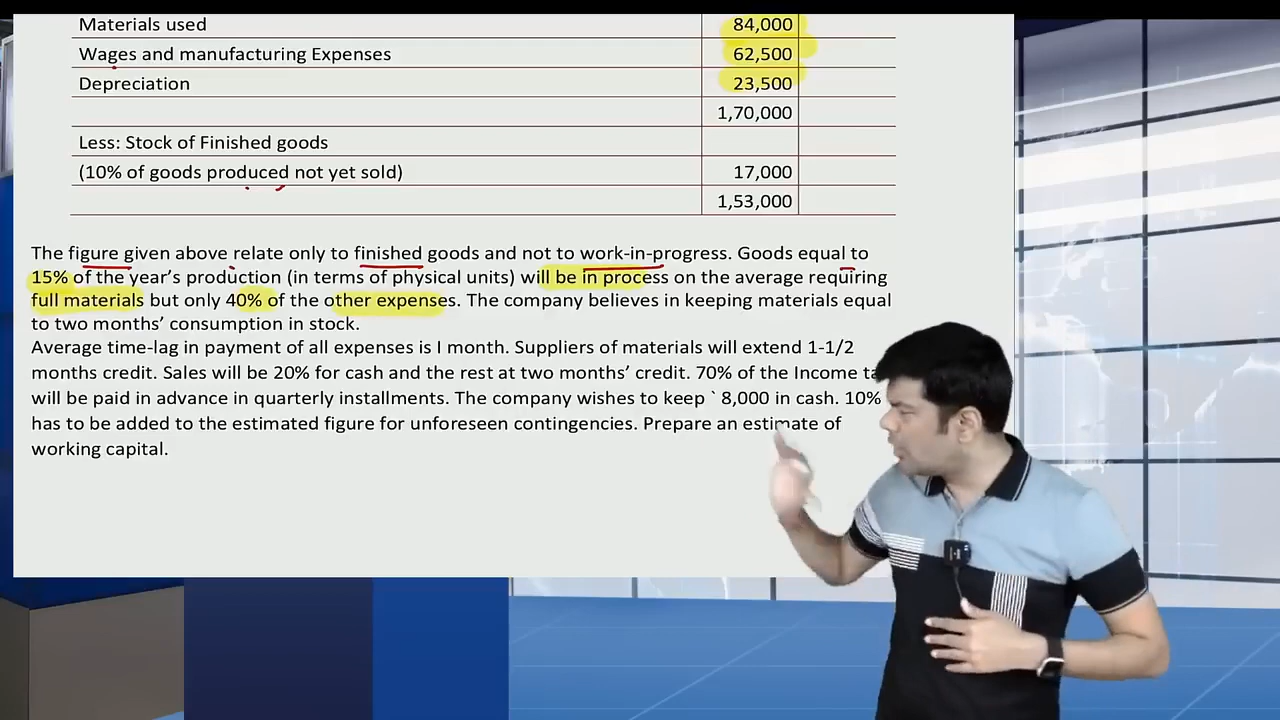 Materials used 84,000
Wages and manufacturing Expenses 62,500
Depreciation 23,500
1,70,000
Less: Stock of Finished goods
(10% of goods produced not yet sold) 17,000
1,53,000
The figure given above relate only to finished goods and not to work-in-progress. Goods equal to
15% of the year's production (in terms of physical units) will be in process on the average requiring
full materials but only 40% of the other expenses. The company believes in keeping materials equal
to two months' consumption in stock.
Average time-lag in payment of all expenses is I month. Suppliers of materials will extend 1-1/2
months credit. Sales will be 20% for cash and the rest at two months' credit. 70% of the Income
will be paid in advance in quarterly installments. The company wishes to keep ` 8,000 in cash. 10%
has to be added to the estimated figure for unforeseen contingencies. Prepare an estimate of
working capital.